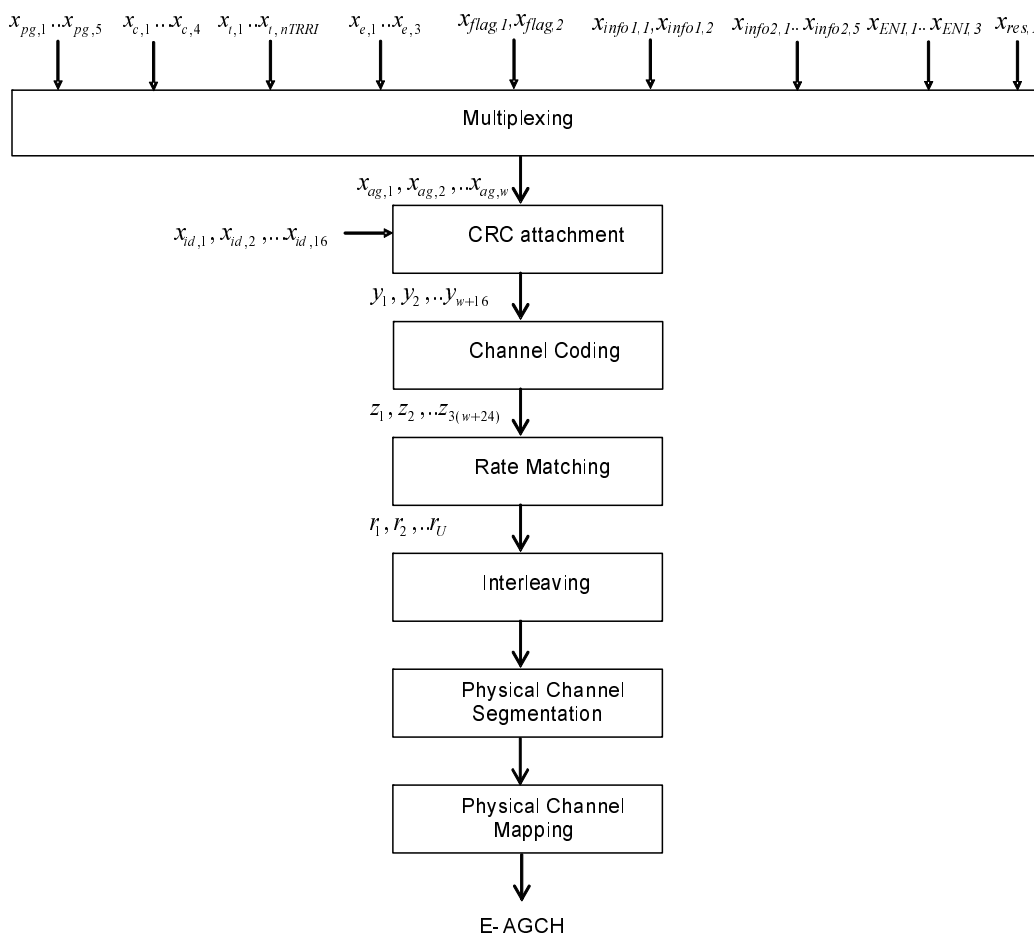 x_{pg,1}..x_{pg,5} x_{c,1}...x_{c,4} x_{t,1}..x_{t,nTRRI} x_{e,1}..x_{e,3} x_{flag,1},x_{flag,2} x_{info1,1},x_{info1,2} x_{info2,1}..x_{info2,5} x_{ENI,1}..x_{ENI,3} x_{res,
Multiplexing
x_{ag,1}, x_{ag,2},..x_{ag,w}
x_{id,1}, x_{id,2},...x_{id,16}
CRC attachment
y_1, y_2,..y_{w+16}
Channel Coding
z_1, z_2,..z_{3(w+24)}
Rate Matching
r_1, r_2,..r_U
Interleaving
Physical Channel
Segmentation
Physical Channel
Mapping
E- AGCH